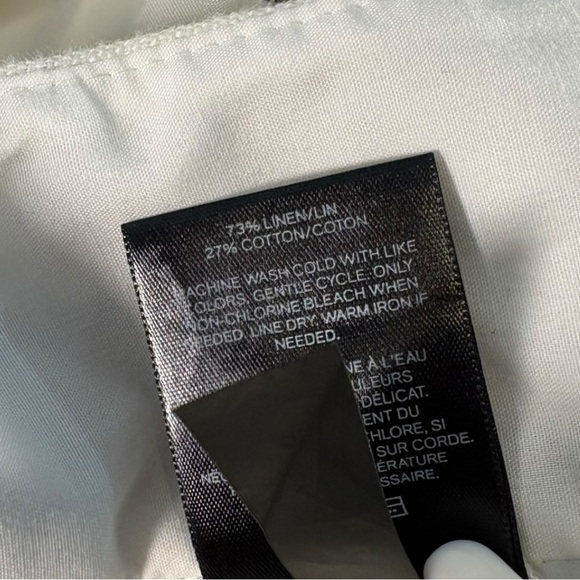 73% LINEN/LIN
27% COTTON/COTON
MACHINE WASH COLD WITH LIKE
COLORS, GENTLE CYCLE. ONLY
NON-CHLORINE BLEACH WHEN
NEEDED. LINE DRY. WARM IRON IF
NEEDED.
NE À L'EAU
ULEURS
DÉLICAT.
ENT DU
CHLORE, SI
SUR CORDE.
ÉRATURE
SSAIRE.